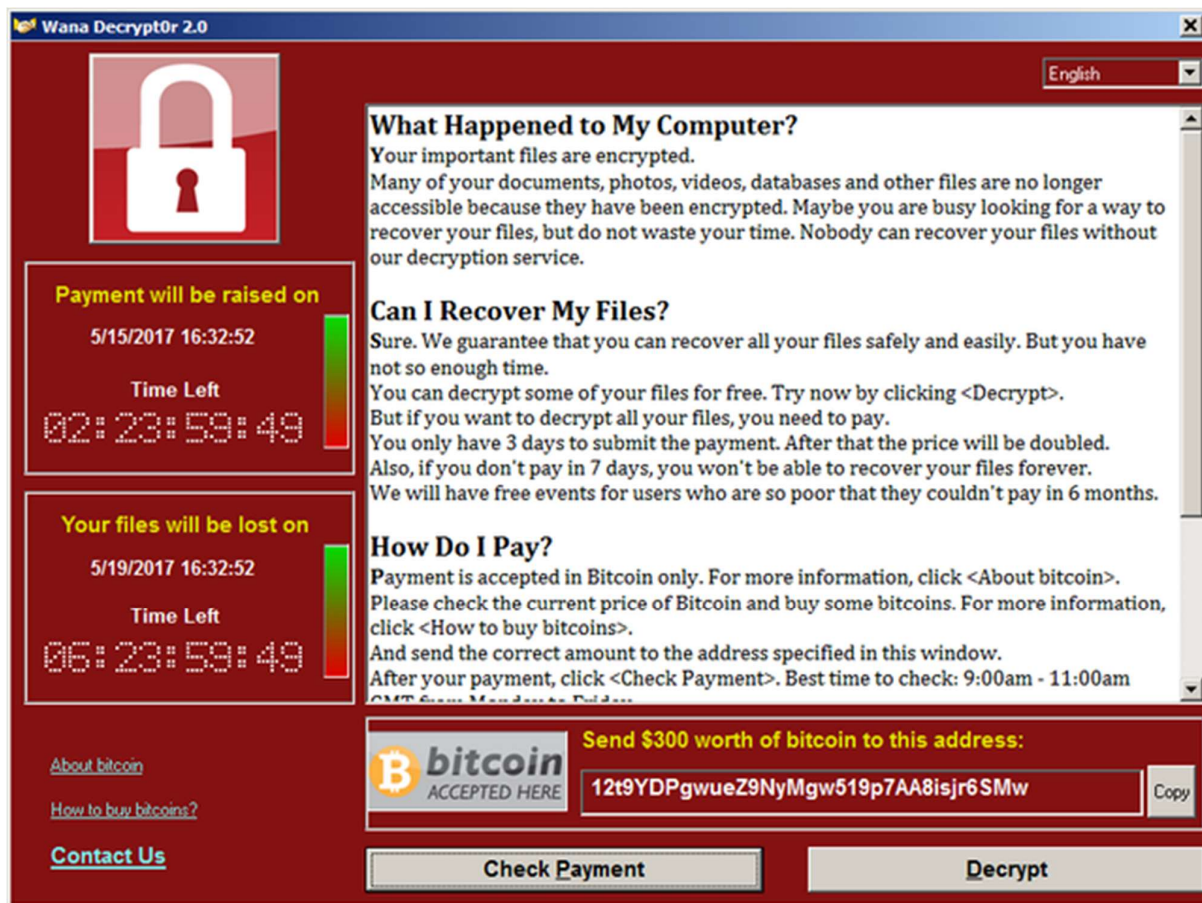 Wana Decrypt0r 2.0
English
What Happened to My Computer?
Your important files are encrypted.
Many of your documents, photos, videos, databases and other files are no longer
accessible because they have been encrypted. Maybe you are busy looking for a way to
recover your files, but do not waste your time. Nobody can recover your files without
our decryption service.
Can I Recover My Files?
Sure. We guarantee that you can recover all your files safely and easily. But you have
not so enough time.
You can decrypt some of your files for free. Try now by clicking <Decrypt>.
But if you want to decrypt all your files, you need to pay.
You only have 3 days to submit the payment. After that the price will be doubled.
Also, if you don't pay in 7 days, you won't be able to recover your files forever.
We will have free events for users who are so poor that they couldn't pay in 6 months.
How Do I Pay?
Payment is accepted in Bitcoin only. For more information, click <About bitcoin>.
Please check the current price of Bitcoin and buy some bitcoins. For more information,
click <How to buy bitcoins>.
And send the correct amount to the address specified in this window.
After your payment, click <Check Payment>. Best time to check: 9:00am - 11:00am
GMT from Monday to Friday
Payment will be raised on
5/15/2017 16:32:52
Time Left
02:23:59:49
Your files will be lost on
5/19/2017 16:32:52
Time Left
06:23:59:49
About bitcoin
How to buy bitcoins?
Contact Us
bitcoin
ACCEPTED HERE
Send $300 worth of bitcoin to this address:
12t9YDPgwueZ9NyMgw519p7AA8isjr6SMw
Copy
Check Payment
Decrypt